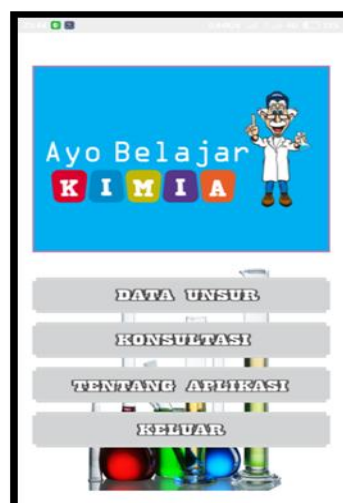 Ayo Belajar
KIMIA
DATA UNSUR
KONSULTASI
TENTANG APLIKASI
KELUAR